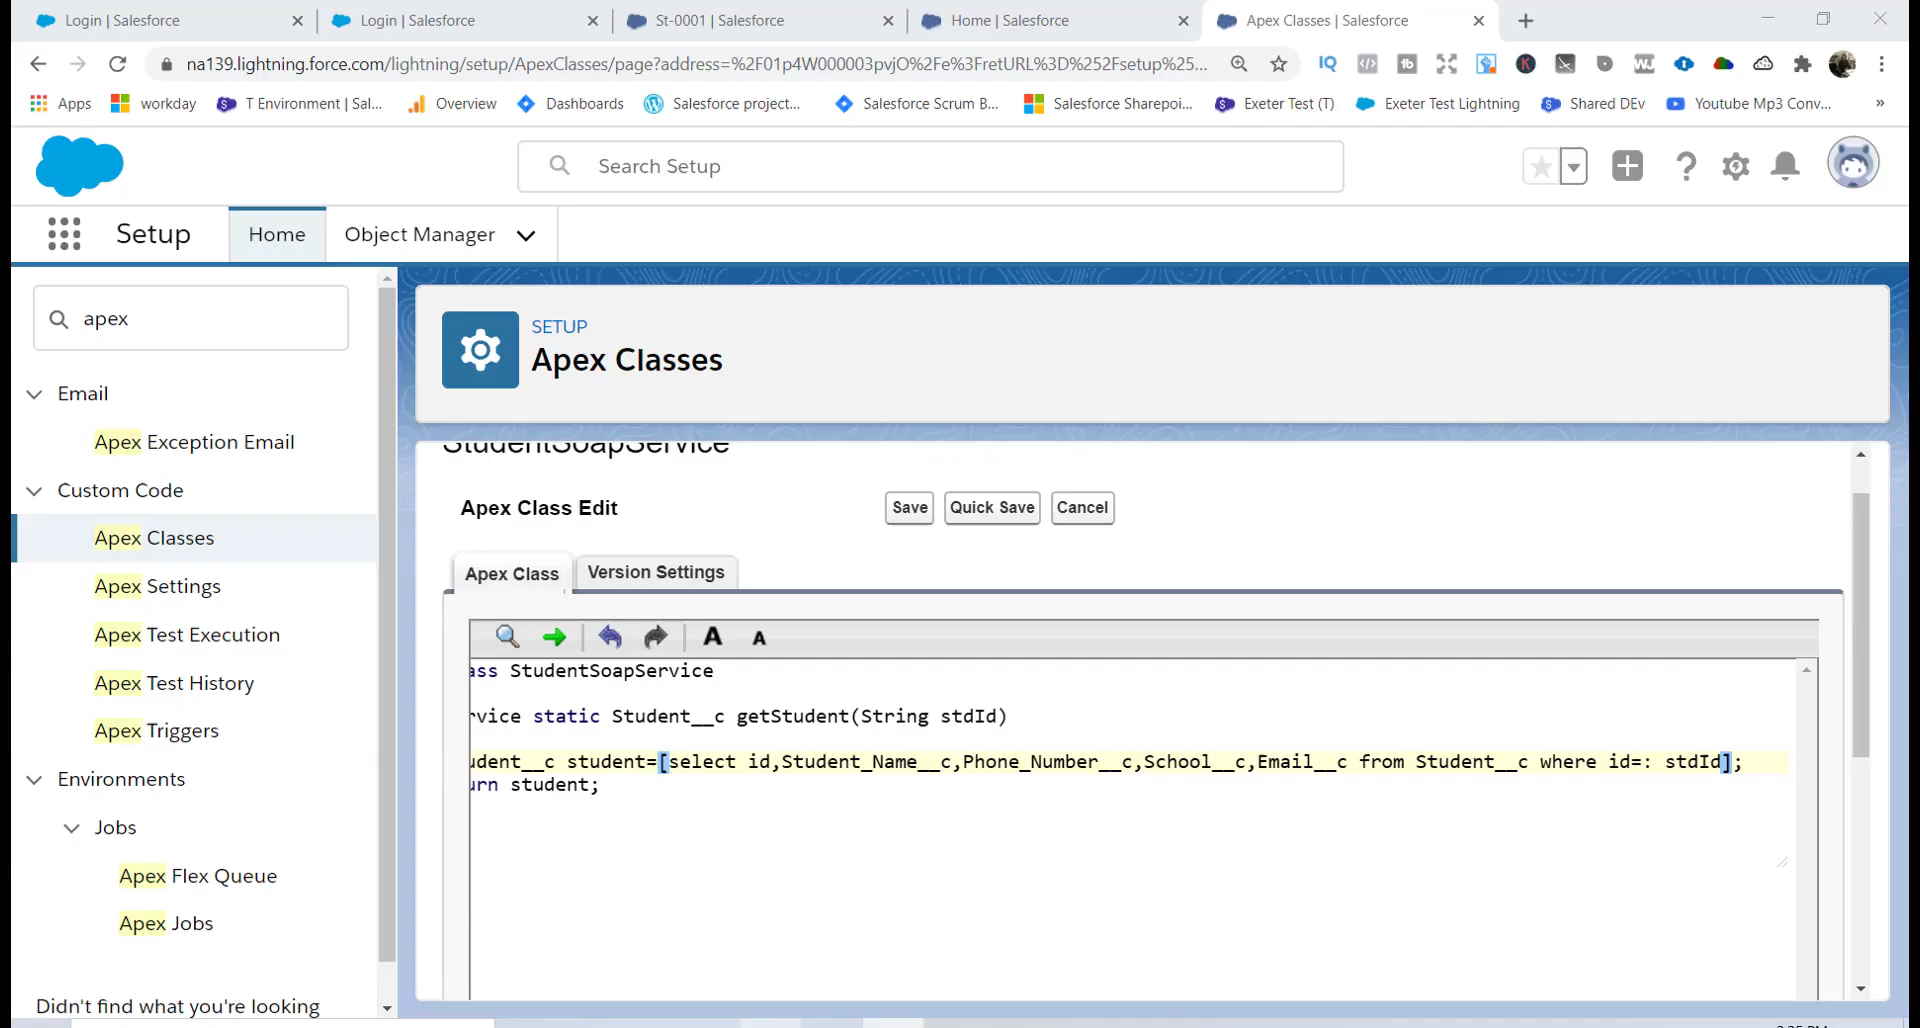 Login | Salesforce
Login | Salesforce
St-0001 | Salesforce
Home | Salesforce
Apex Classes | Salesforce
na139.lightning.force.com/lightning/setup/ApexClasses/page?address=%2F01p4W000003pvjO%2Fe%3FretURL%3D%252Fsetup%25...
Apps
workday
T Environment | Sal...
Overview
Dashboards
Salesforce project...
Salesforce Scrum B...
Salesforce Sharepoi...
Exeter Test (T)
Exeter Test Lightning
Shared DEv
Youtube Mp3 Conv...
»
Search Setup
Setup
Home
Object Manager
apex
Email
Apex Exception Email
Custom Code
Apex Classes
Apex Settings
Apex Test Execution
Apex Test History
Apex Triggers
Environments
Jobs
Apex Flex Queue
Apex Jobs
Didn't find what you're looking
SETUP
Apex Classes
StudentSoapService
Apex Class Edit
Save
Quick Save
Cancel
Apex Class
Version Settings
A
A
ass StudentSoapService
rvice static Student__c getStudent(String stdId)
udent__c student=[select id,Student_Name__c,Phone_Number__c,School__c,Email__c from Student__c where id=: stdId];
urn student;